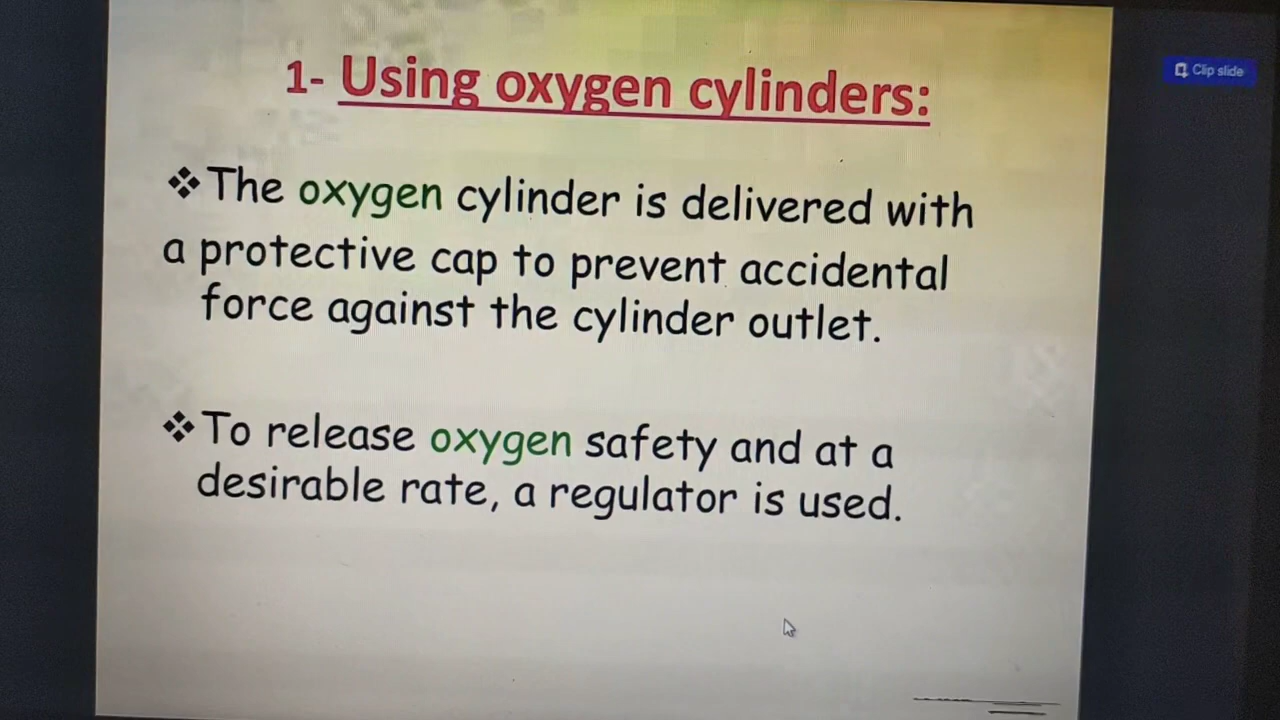 1- Using oxygen cylinders:
Clip slide
❖The oxygen cylinder is delivered with
a protective cap to prevent accidental
force against the cylinder outlet.
❖To release oxygen safety and at a
desirable rate, a regulator is used.